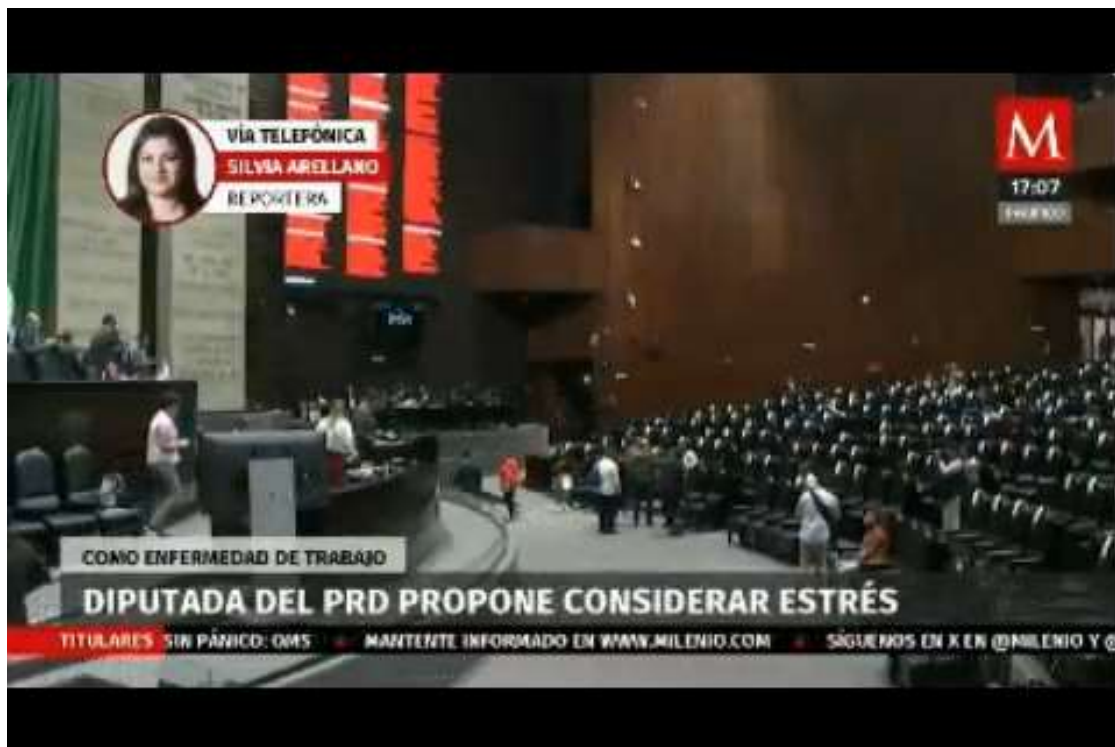 VÍA TELEFÓNICA
SILVIA ARELLANO
REPORTERA
M
17:07
COMO ENFERMEDAD DE TRABAJO
DIPUTADA DEL PRD PROPONE CONSIDERAR ESTRÉS
TITULARES SIN PÁNICO: OMS MANTENTE INFORMADO EN WWW.MILENIO.COM SÍGUENOS EN X EN @MILENIO Y @